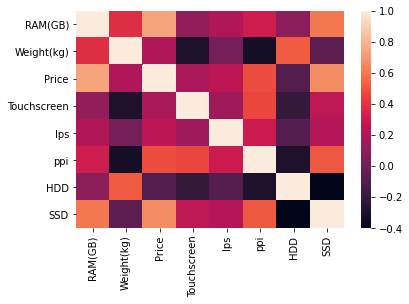 RAM(GB)
Weight(kg)
Price
Touchscreen
Ips
ppi
HDD
SSD
RAM(GB)
Weight(kg)
Price
Touchscreen
Ips
ppi
HDD
SSD
1.0
0.8
0.6
0.4
0.2
0.0
−0.2
−0.4